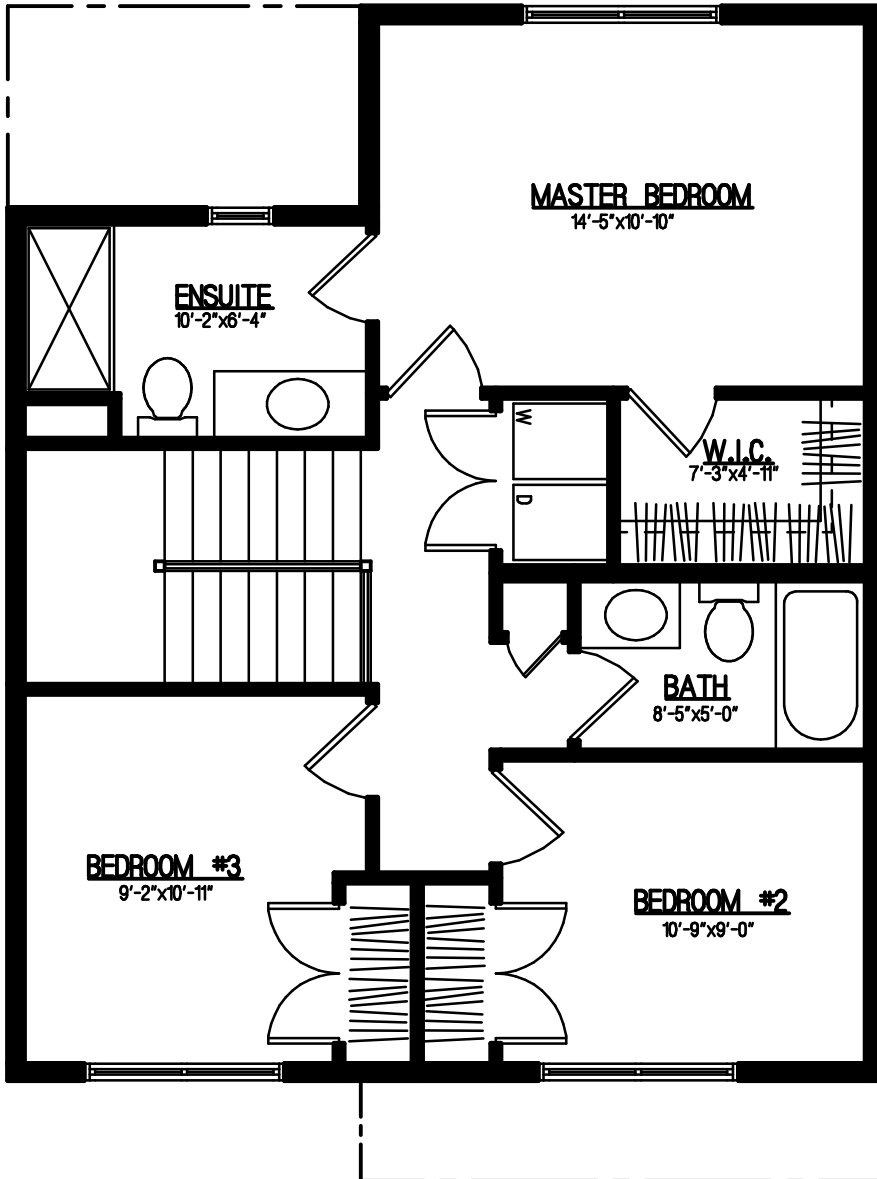 MASTER BEDROOM
14'-5"x10'-10"
ENSUITE
10'-2"x6'-4"
W
W.I.C.
7'-3"x4'-11"
D
BATH
8'-5"x5'-0"
BEDROOM #3
9'-2"x10'-11"
BEDROOM #2
10'-9"x9'-0"